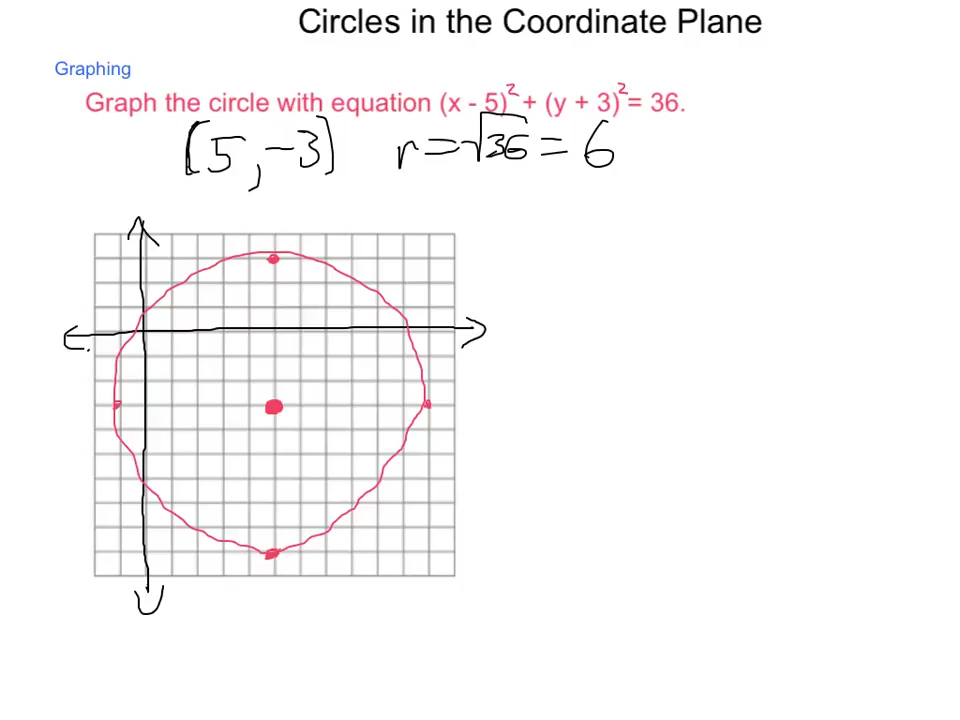 Circles in the Coordinate Plane
Graphing
Graph the circle with equation (x - 5)² + (y + 3)² = 36.
(5, -3) r = √36 = 6